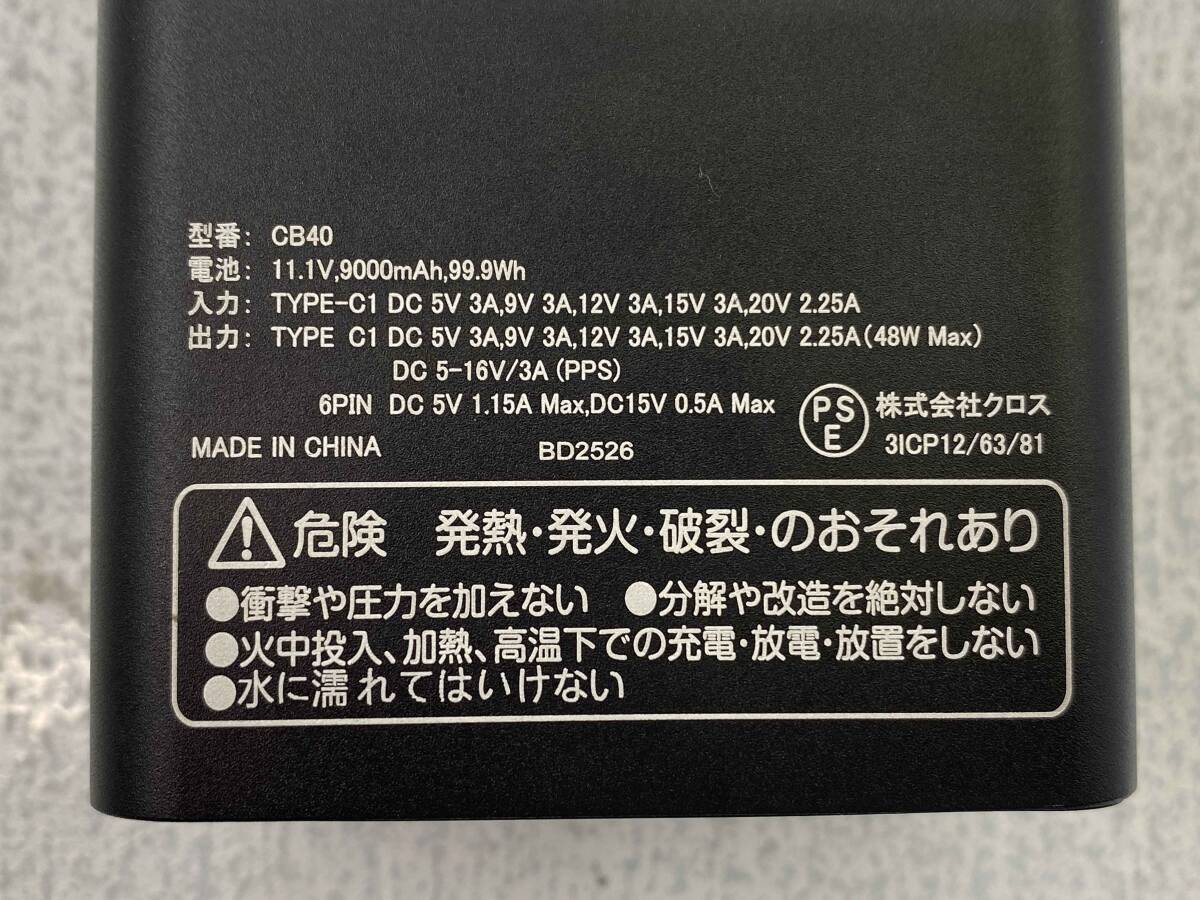 型番: CB40
電池: 11.1V,9000mAh,99.9Wh
入力: TYPE-C1 DC 5V 3A,9V 3A,12V 3A,15V 3A,20V 2.25A
出力: TYPE C1 DC 5V 3A,9V 3A,12V 3A,15V 3A,20V 2.25A(48W Max)
DC 5-16V/3A (PPS)
6PIN DC 5V 1.15A Max,DC15V 0.5A Max
PSE 株式会社クロス
MADE IN CHINA BD2526 3ICP12/63/81
危険 発熱・発火・破裂・のおそれあり
●衝撃や圧力を加えない ●分解や改造を絶対しない
●火中投入、加熱、高温下での充電・放電・放置をしない
●水に濡れてはいけない